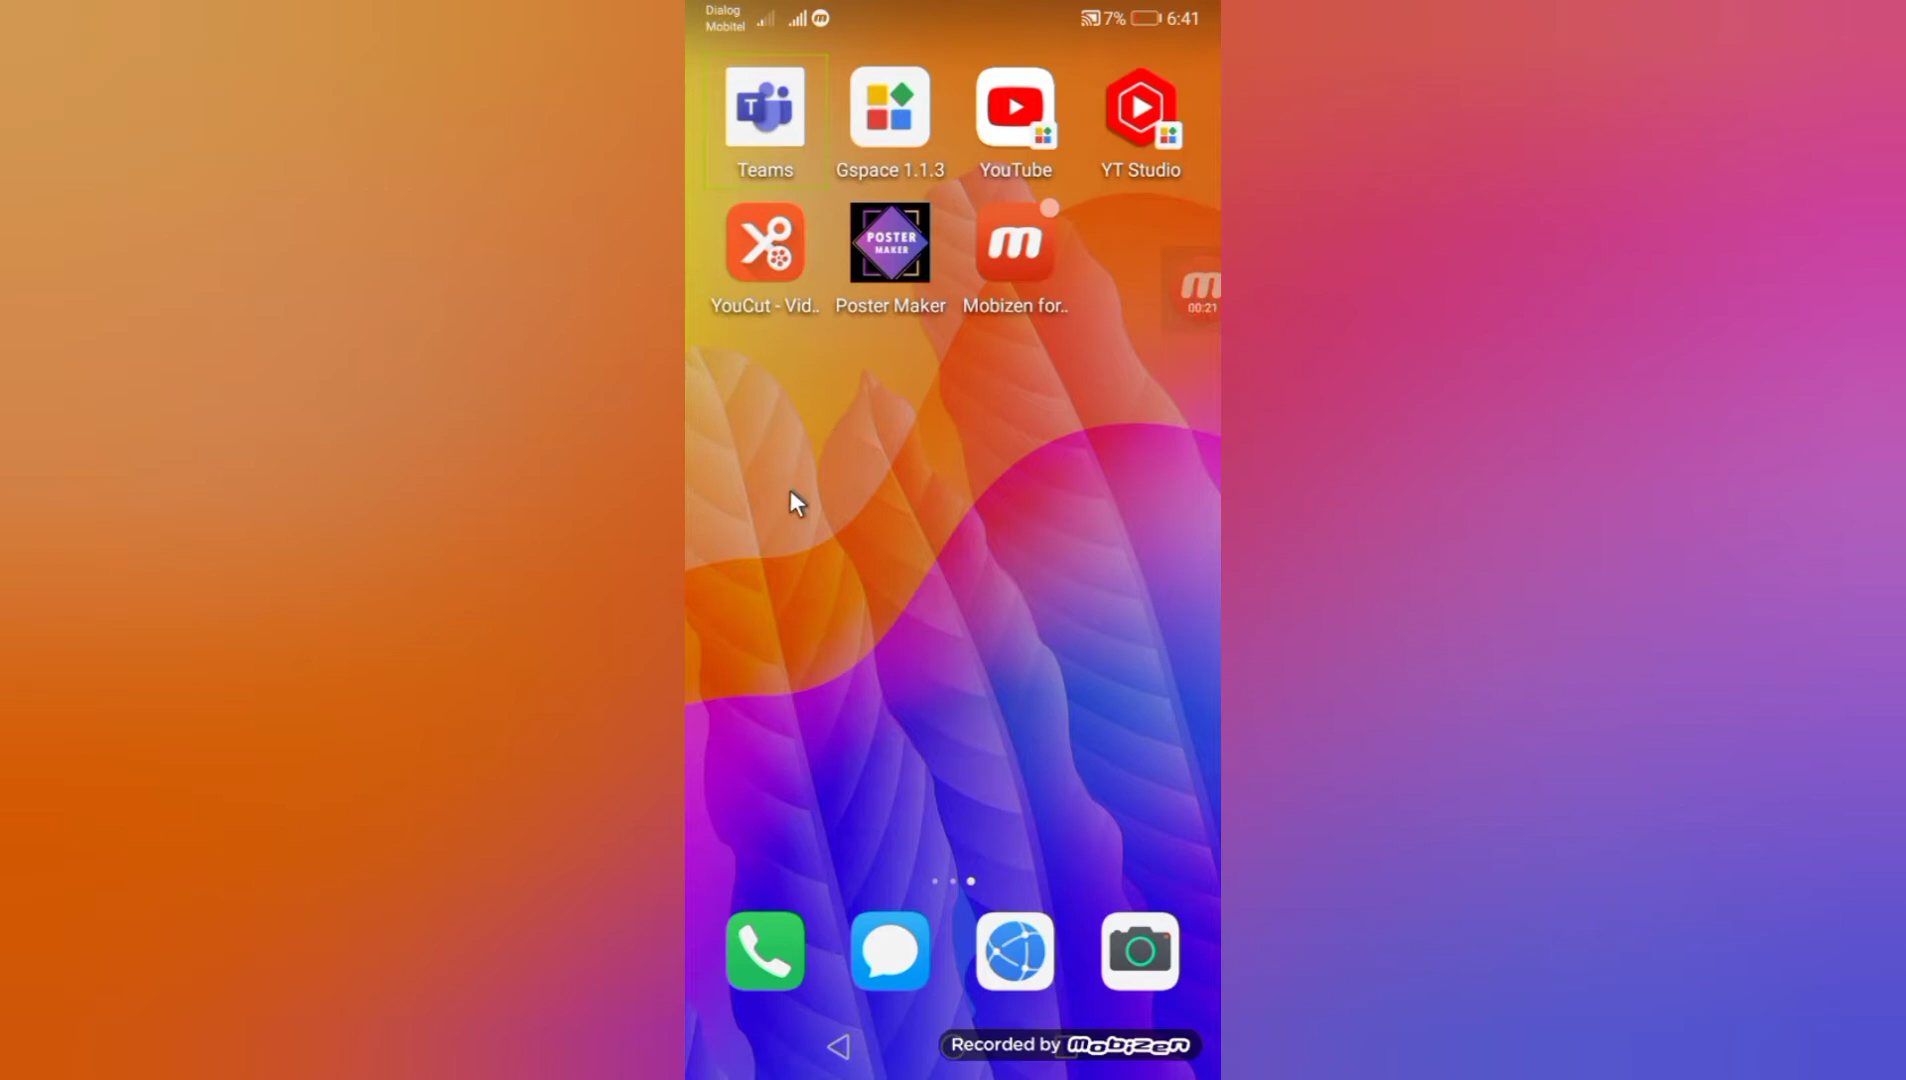 Dialog
Mobitel
7% 6:41
Teams
Gspace 1.1.3
YouTube
YT Studio
POSTER
MAKER
YouCut - Vid..
Poster Maker
Mobizen for..
00:21
Recorded by mobizen